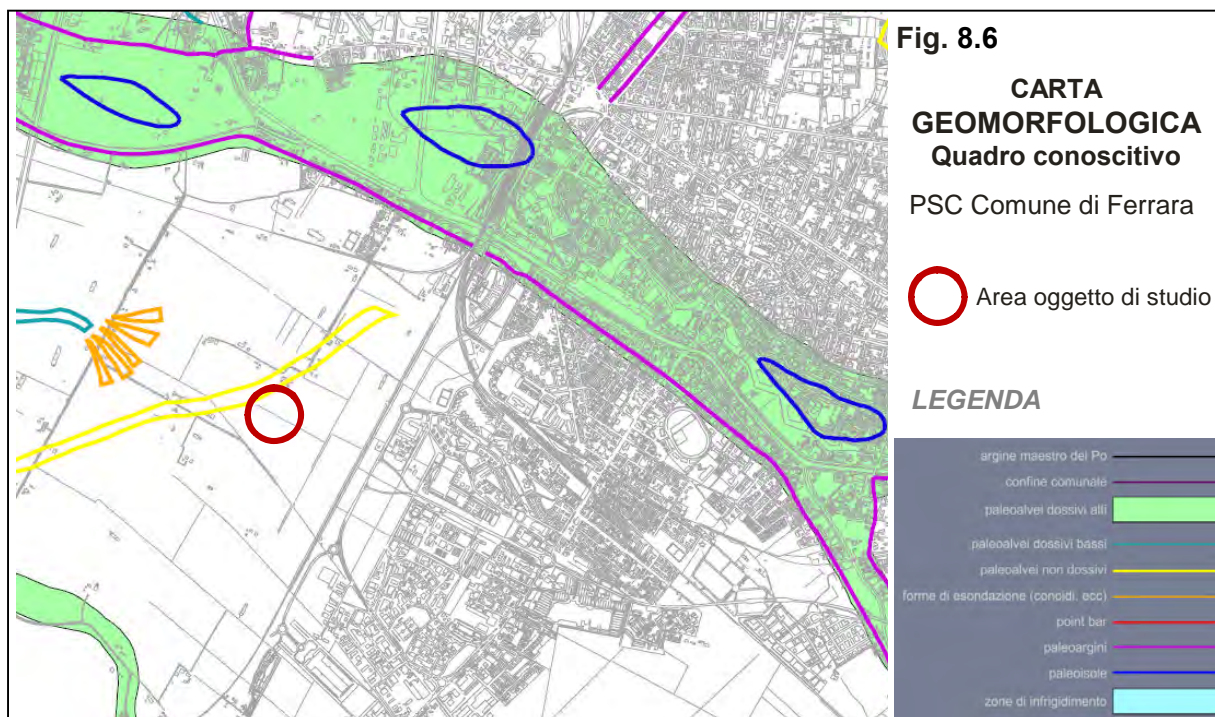 Fig. 8.6
CARTA
GEOMORFOLOGICA
Quadro conoscitivo
PSC Comune di Ferrara
Area oggetto di studio
LEGENDA
argine maestro del Po
confine comunale
paleoalvei dossivi alti
paleoalvei dossivi bassi
paleoalvei non dossivi
forme di esondazione (conoidi, ecc)
point bar
paleoargini
paleoisole
zone di infrigidimento